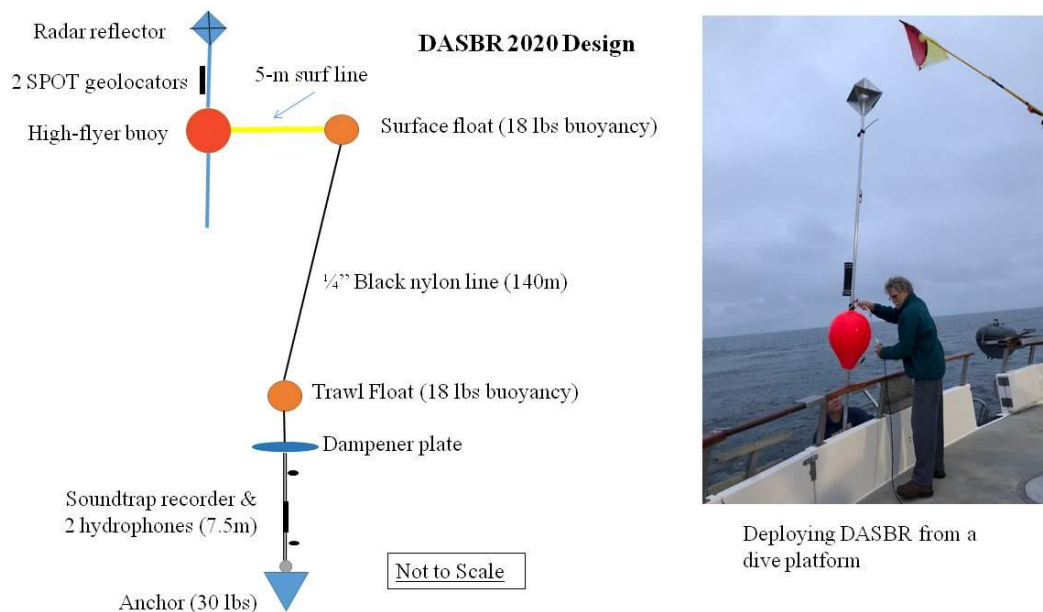 DASBR 2020 Design
Radar reflector
5-m surf line
2 SPOT geolocators
High-flyer buoy
Surface float (18 lbs buoyancy)
¼” Black nylon line (140m)
Trawl Float (18 lbs buoyancy)
Dampener plate
Soundtrap recorder &
2 hydrophones (7.5m)
Not to Scale
Anchor (30 lbs)
Deploying DASBR from a
dive platform